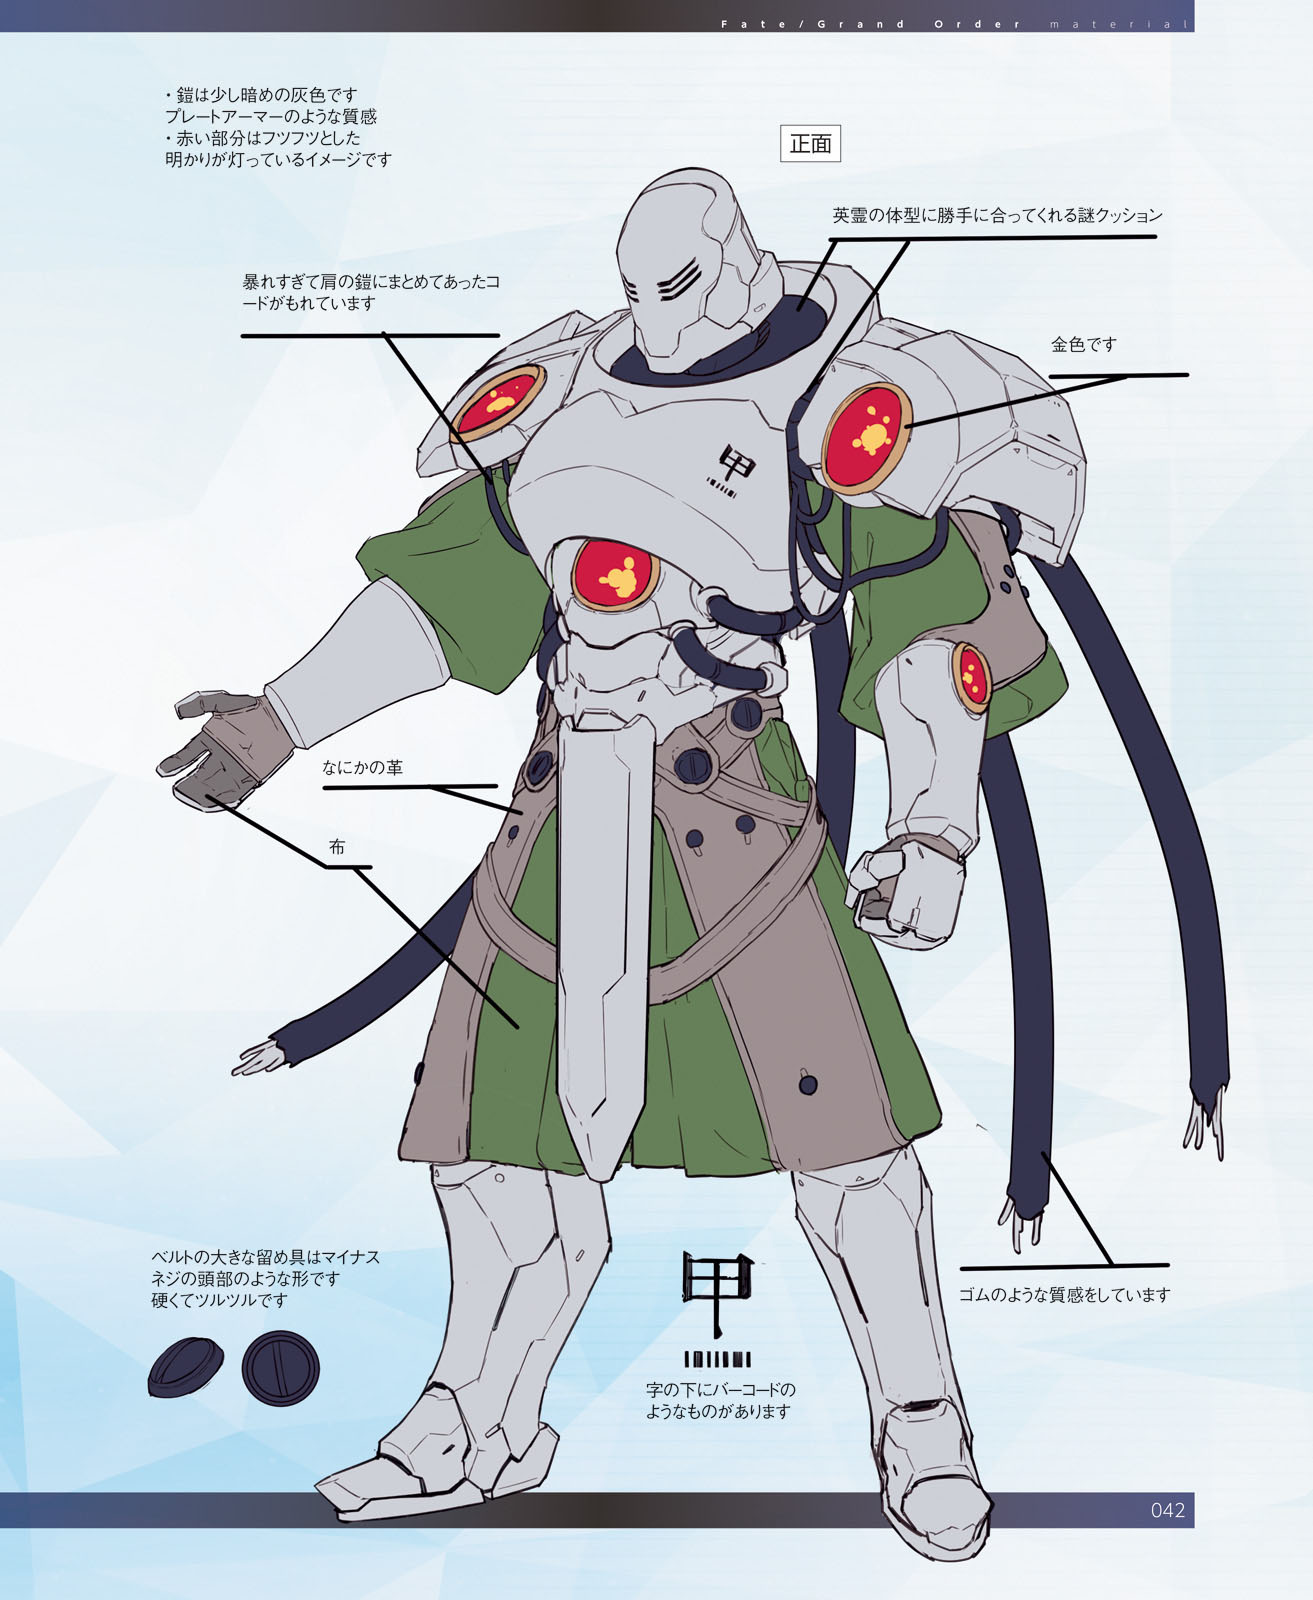 Fate/Grand Order material
・鎧は少し暗めの灰色です
プレートアーマーのような質感
・赤い部分はフツフツとした
明かりが灯っているイメージです
正面
英霊の体型に勝手に合ってくれる謎クッション
暴れすぎて肩の鎧にまとめてあったコ
ードがもれています
金色です
甲
なにかの革
布
ベルトの大きな留め具はマイナス
ネジの頭部のような形です
硬くてツルツルです
甲
字の下にバーコードの
ようなものがあります
ゴムのような質感をしています
042